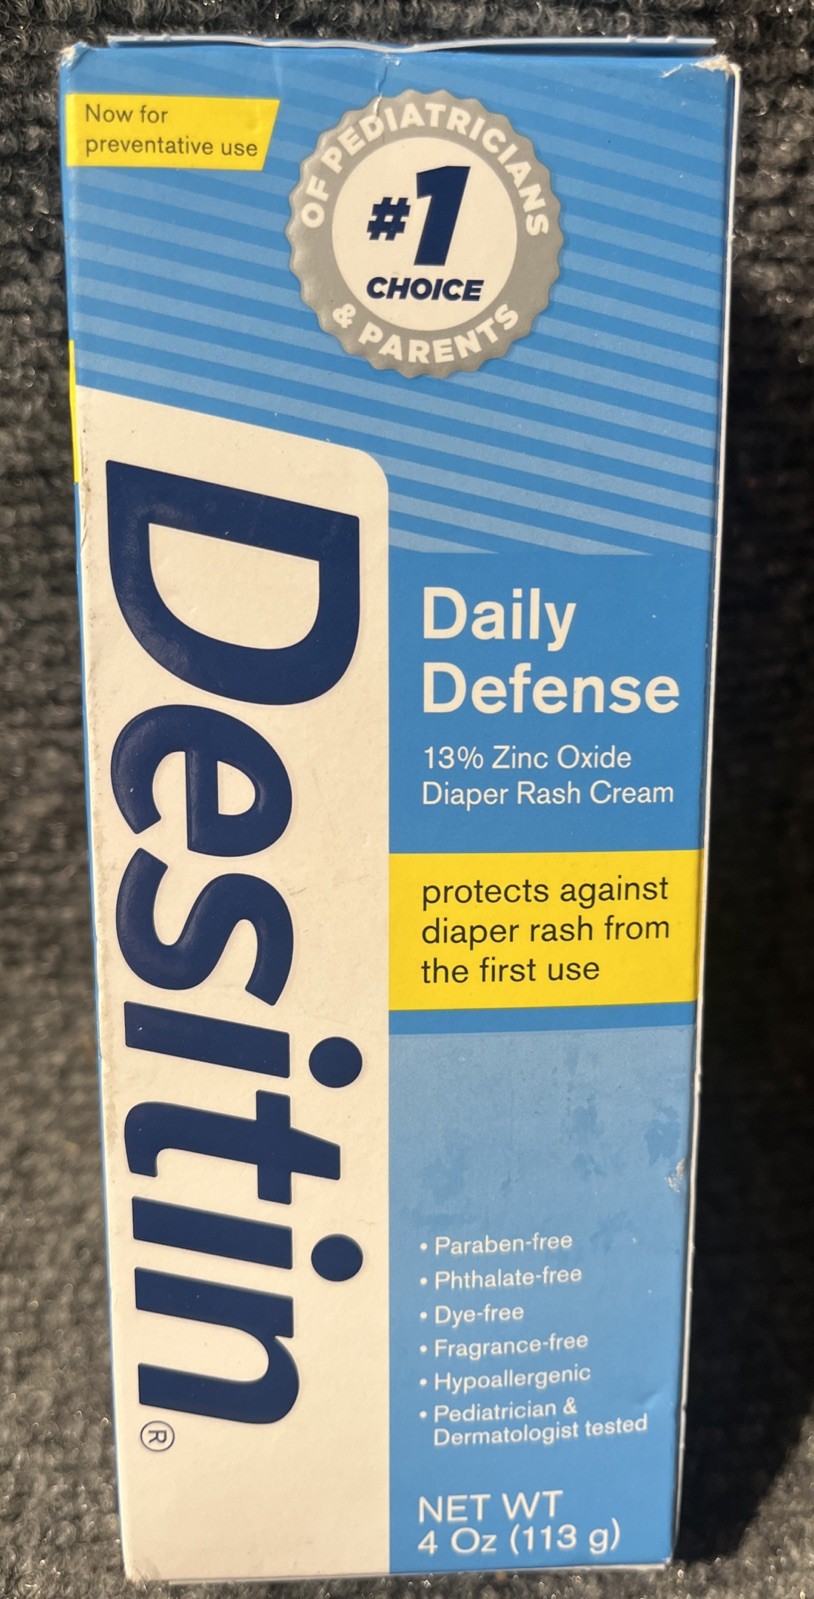 Now for
preventative use
OF PEDIATRICIANS
#1
CHOICE
& PARENTS
Desitin®
Daily
Defense
13% Zinc Oxide
Diaper Rash Cream
protects against
diaper rash from
the first use
• Paraben-free
• Phthalate-free
• Dye-free
• Fragrance-free
• Hypoallergenic
• Pediatrician &
Dermatologist tested
NET WT
4 Oz (113 g)